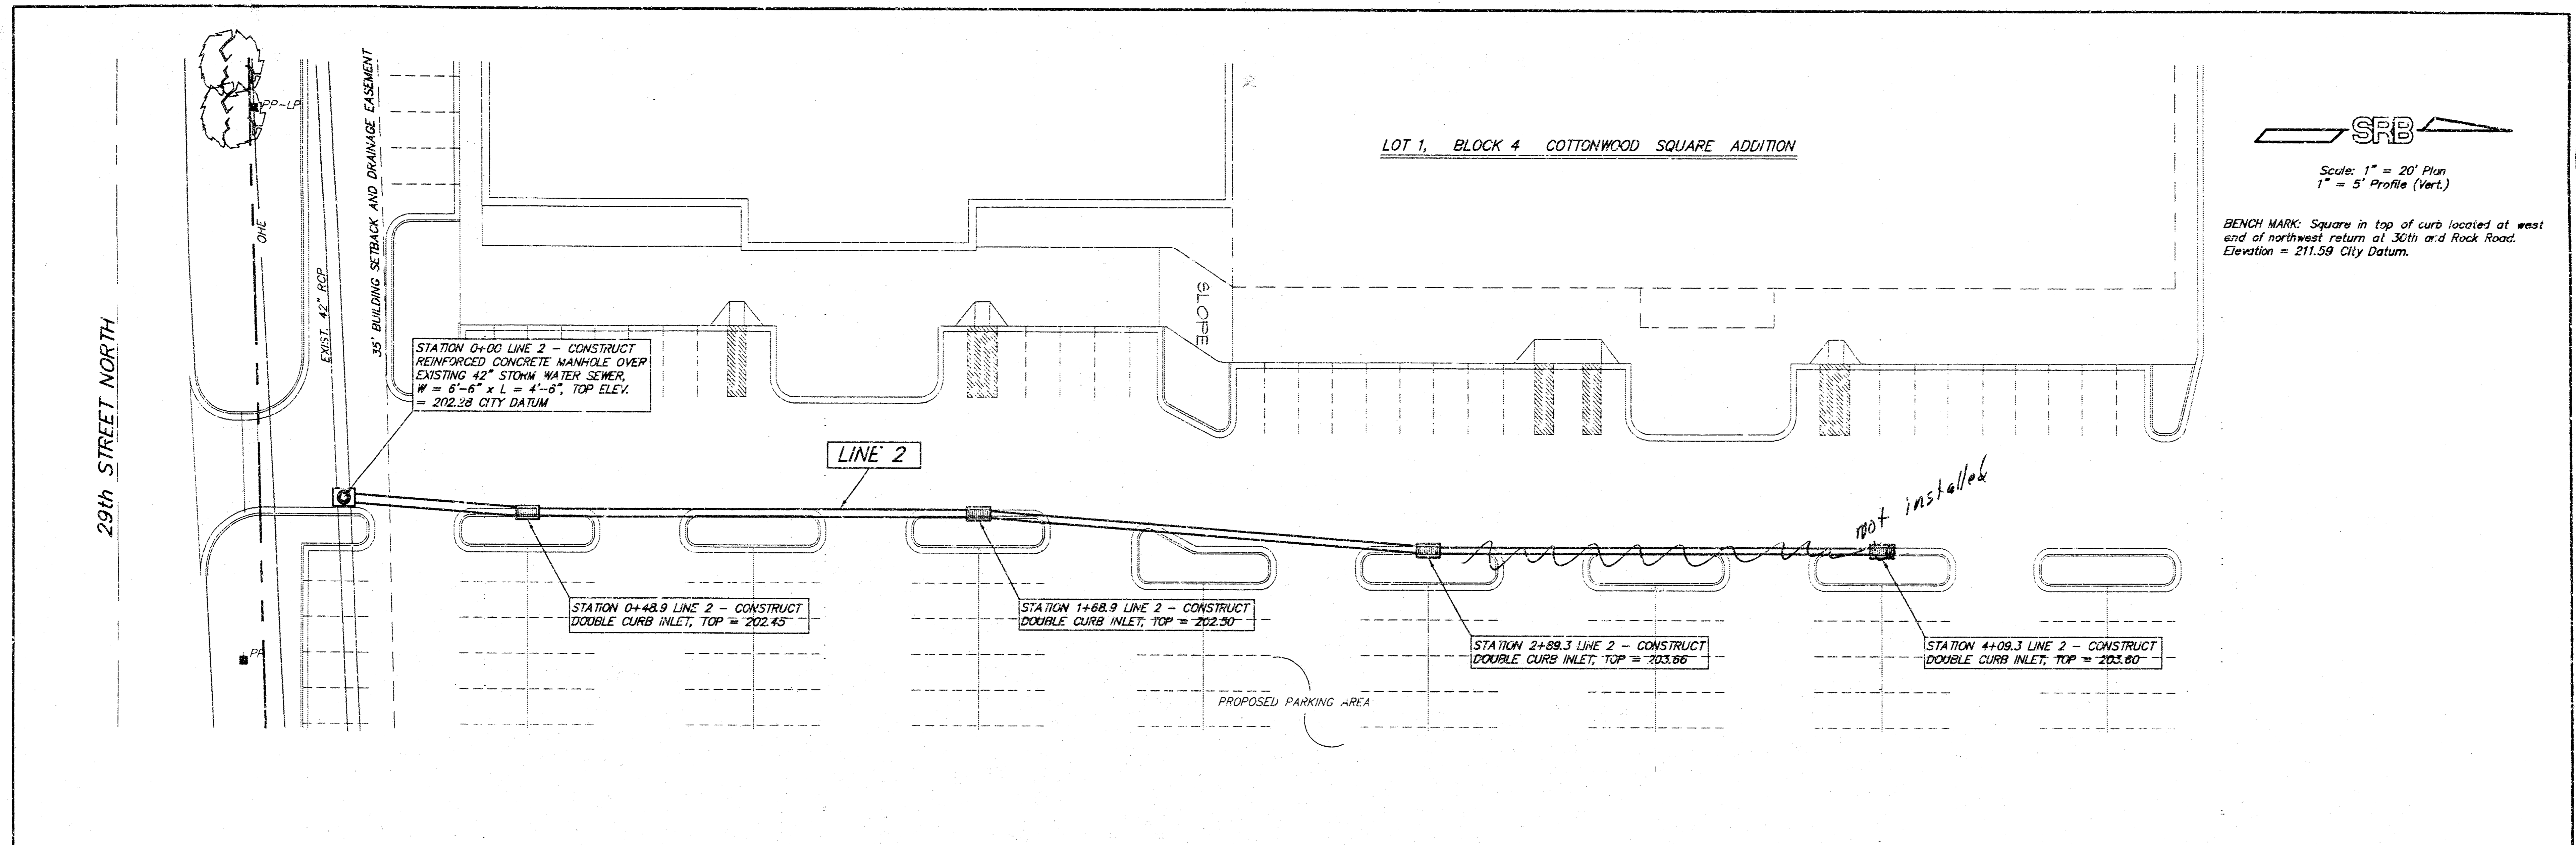 PP-LP
OHE
EXIST. 42" RCP
35' BUILDING SETBACK AND DRAINAGE EASEMENT
29th STREET NORTH
LOT 1, BLOCK 4 COTTONWOOD SQUARE ADDITION
SRB
Scale: 1" = 20' Plan
1" = 5' Profile (Vert.)
BENCH MARK: Square in top of curb located at west
end of northwest return at 30th and Rock Road.
Elevation = 211.59 City Datum.
SLOPE
STATION 0+00 LINE 2 - CONSTRUCT
REINFORCED CONCRETE MANHOLE OVER
EXISTING 42" STORM WATER SEWER,
W = 6'-6" x L = 4'-6", TOP ELEV.
= 202.28 CITY DATUM
LINE 2
not installed
STATION 0+48.9 LINE 2 - CONSTRUCT
DOUBLE CURB INLET, TOP = 202.45
STATION 1+68.9 LINE 2 - CONSTRUCT
DOUBLE CURB INLET, TOP = 202.50
STATION 2+89.3 LINE 2 - CONSTRUCT
DOUBLE CURB INLET, TOP = 203.66
STATION 4+09.3 LINE 2 - CONSTRUCT
DOUBLE CURB INLET, TOP = 203.60
PP
PROPOSED PARKING AREA